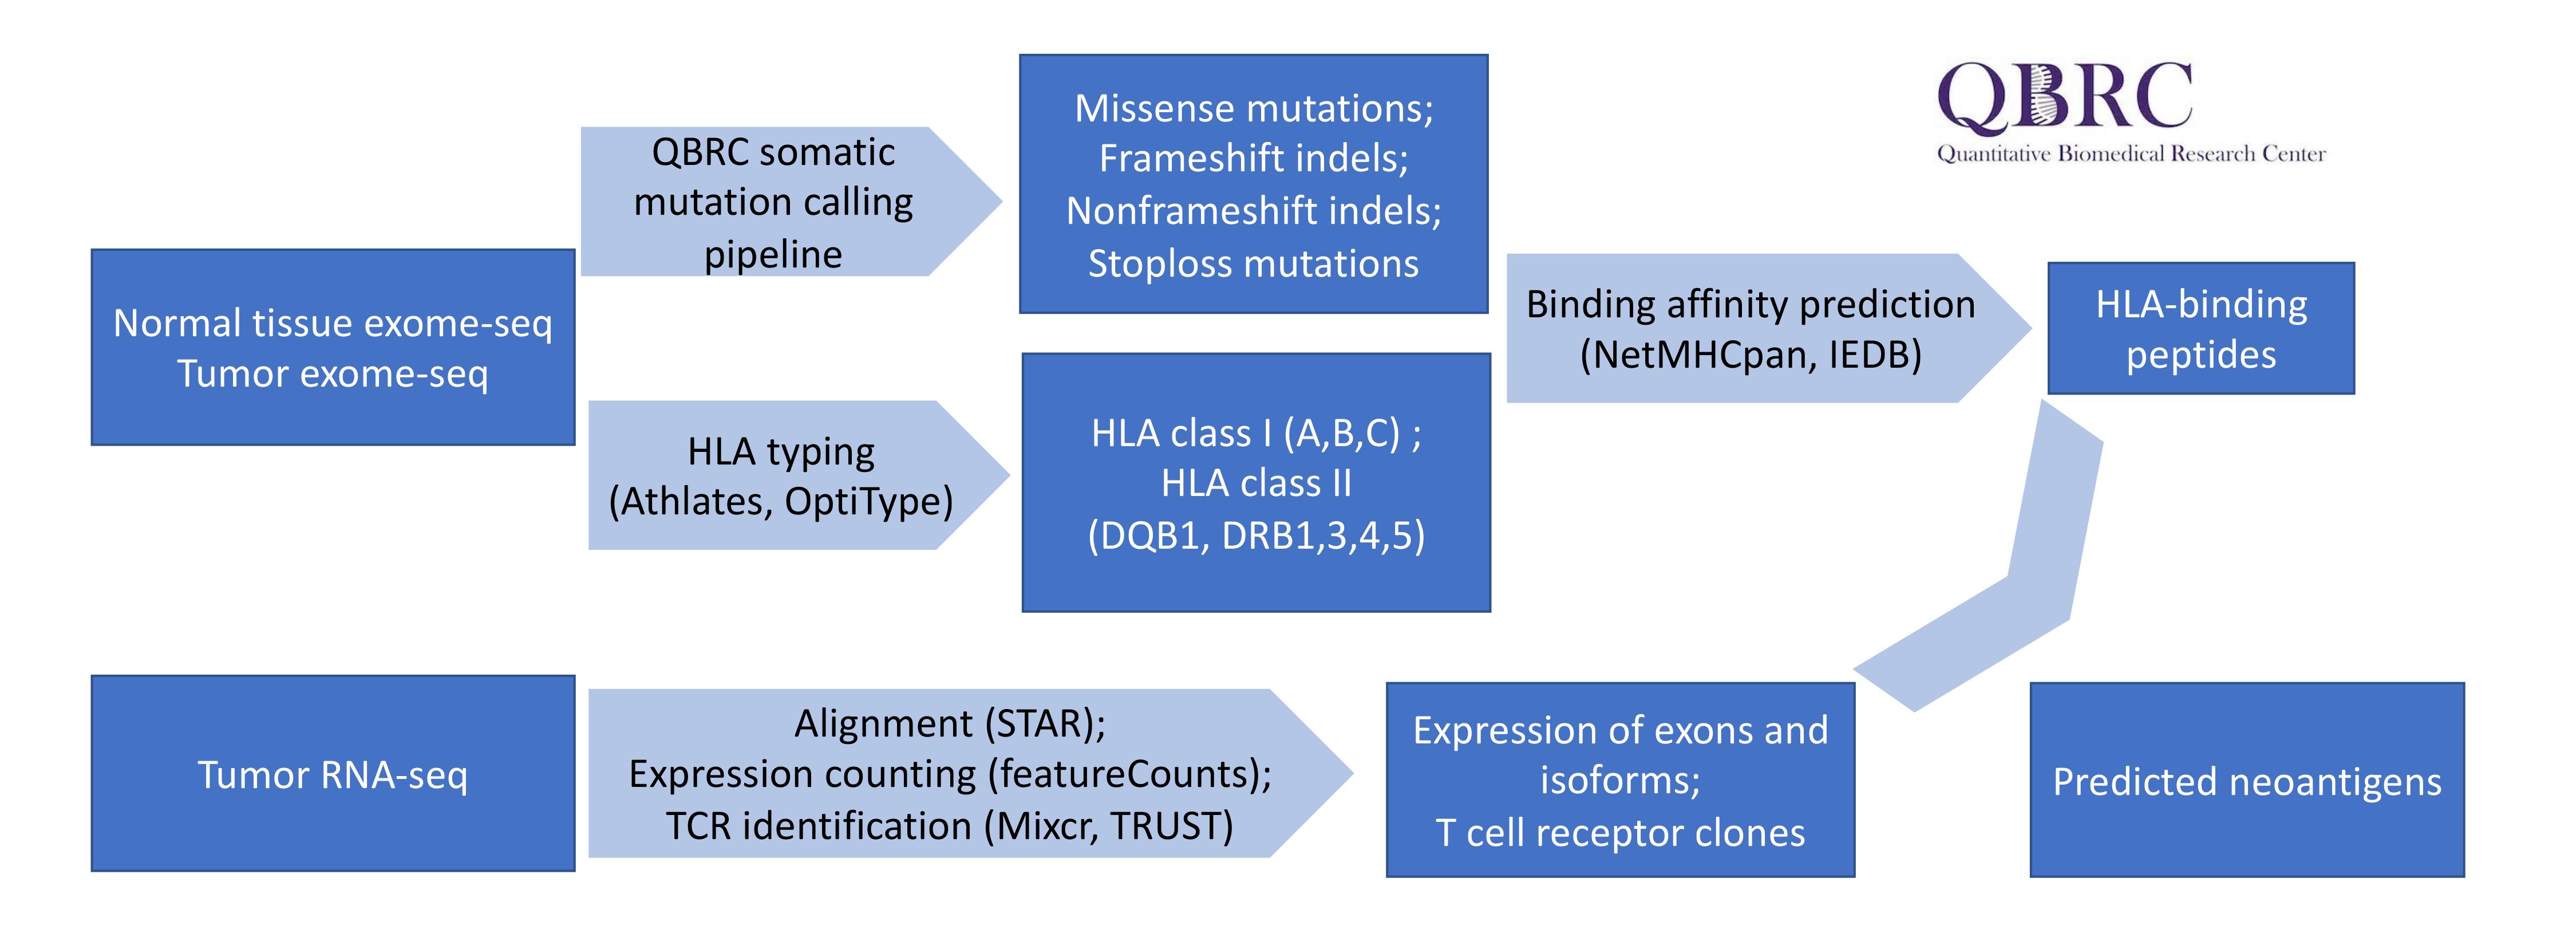 QBRC
Quantitative Biomedical Research Center
Normal tissue exome-seq
Tumor exome-seq
QBRC somatic
mutation calling
pipeline
Missense mutations;
Frameshift indels;
Nonframeshift indels;
Stoploss mutations
HLA typing
(Athlates, OptiType)
HLA class I (A,B,C) ;
HLA class II
(DQB1, DRB1,3,4,5)
Binding affinity prediction
(NetMHCpan, IEDB)
HLA-binding
peptides
Tumor RNA-seq
Alignment (STAR);
Expression counting (featureCounts);
TCR identification (Mixcr, TRUST)
Expression of exons and
isoforms;
T cell receptor clones
Predicted neoantigens